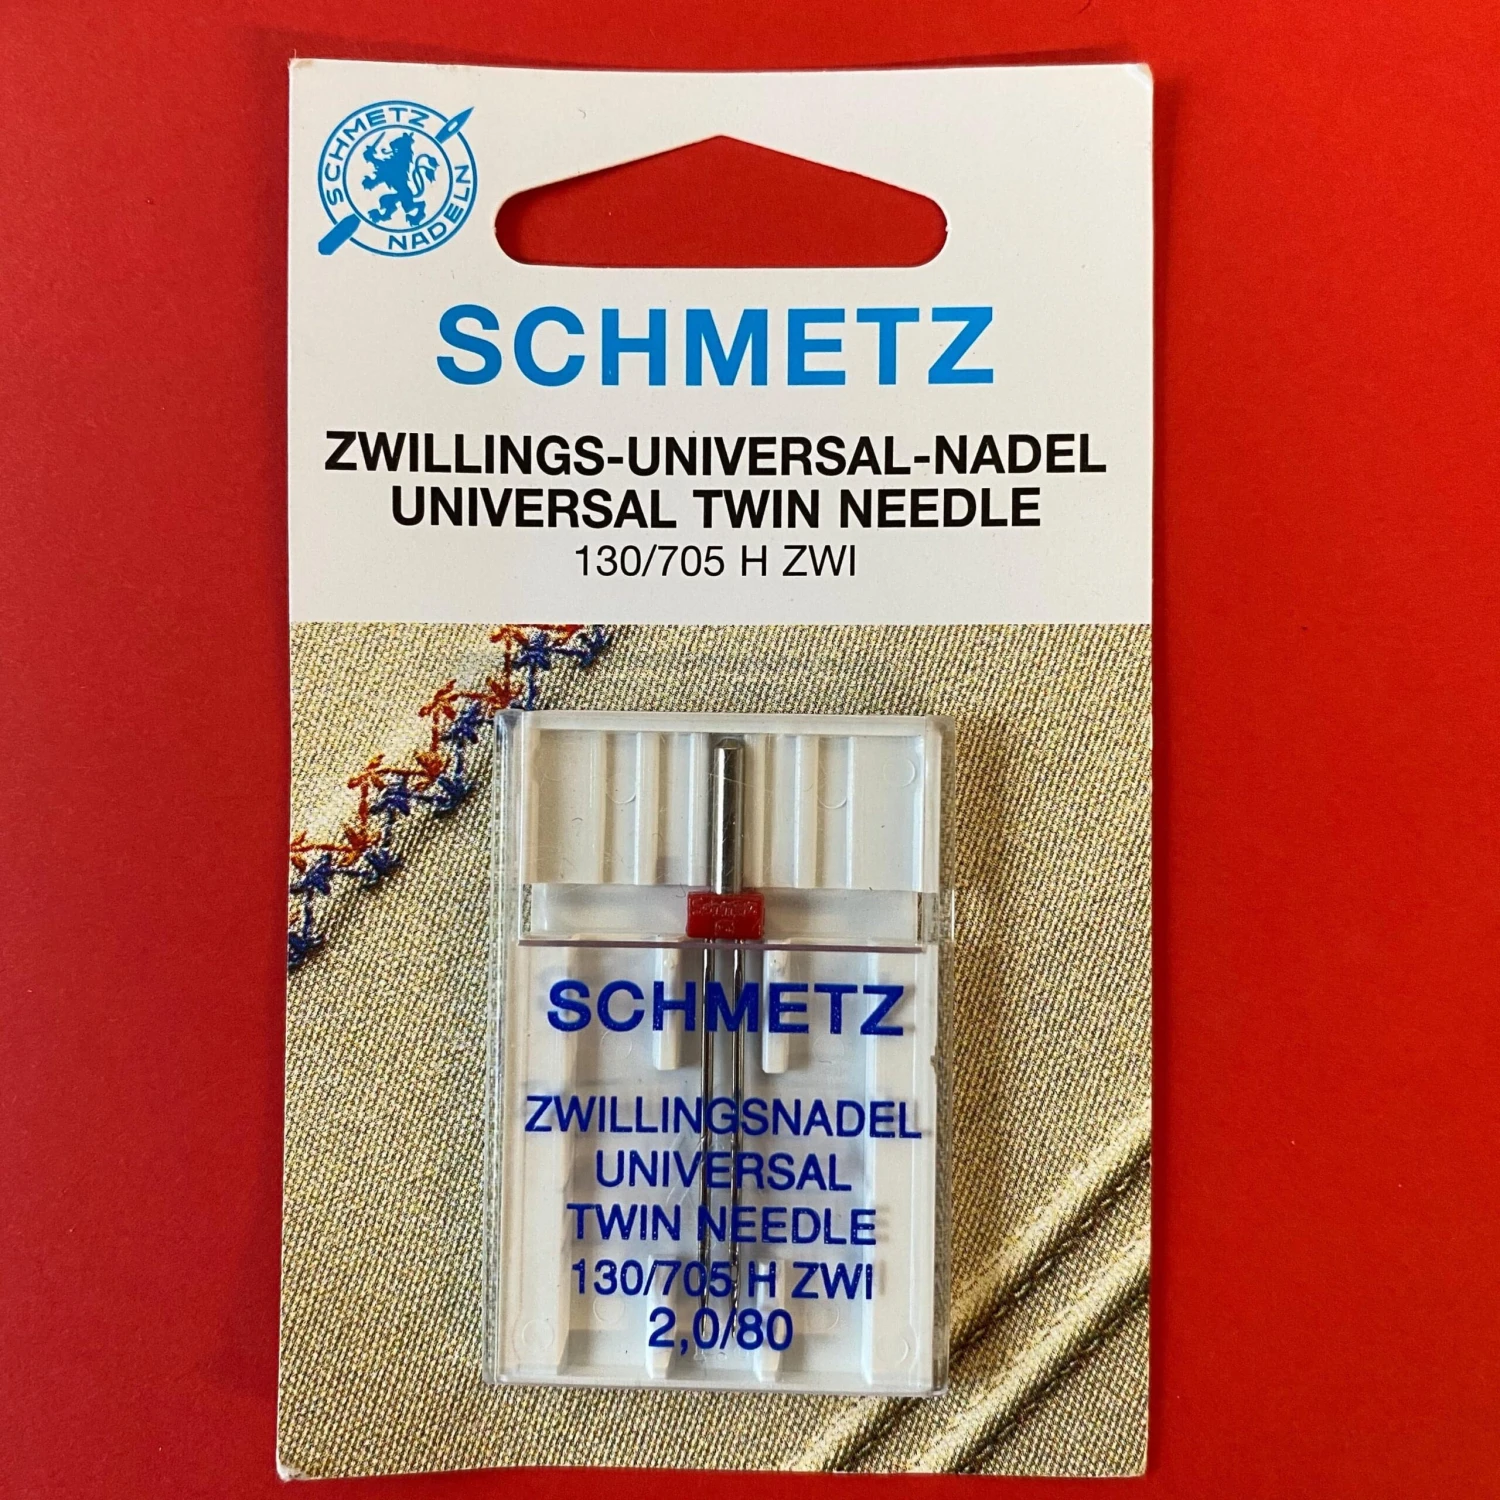 SCHMETZ
NADELN
SCHMETZ
ZWILLINGS-UNIVERSAL-NADEL
UNIVERSAL TWIN NEEDLE
130/705 H ZWI
SCHMETZ
ZWILLINGSNADEL
UNIVERSAL
TWIN NEEDLE
130/705 H ZWI
2,0/80